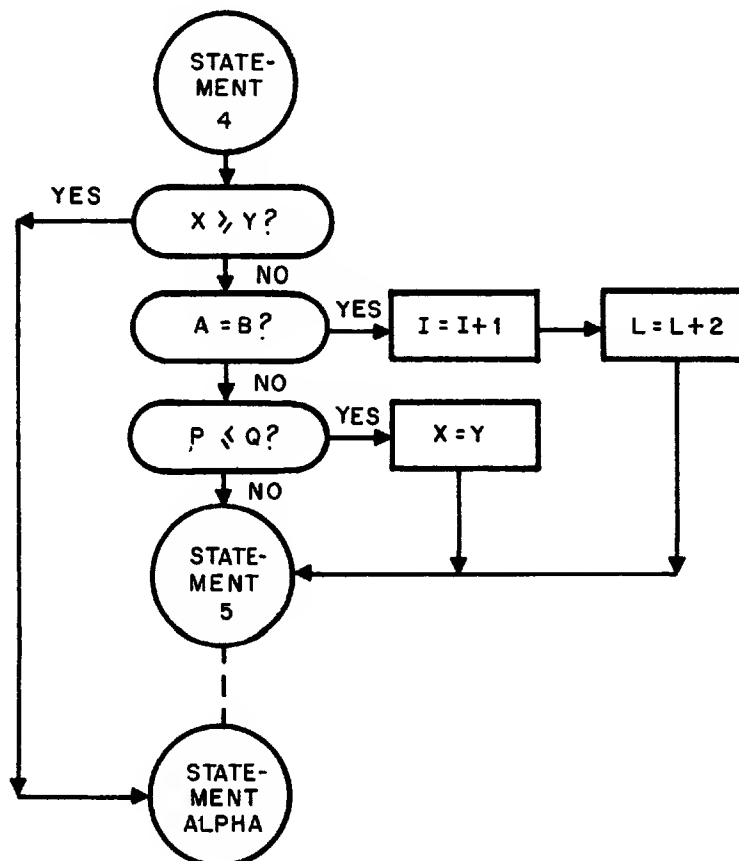 STATE-
MENT
4
YES
X ⩾ Y?
NO
A = B?
YES
I = I+1
L = L+2
NO
P ⩽ Q?
YES
X = Y
NO
STATE-
MENT
5
STATE-
MENT
ALPHA